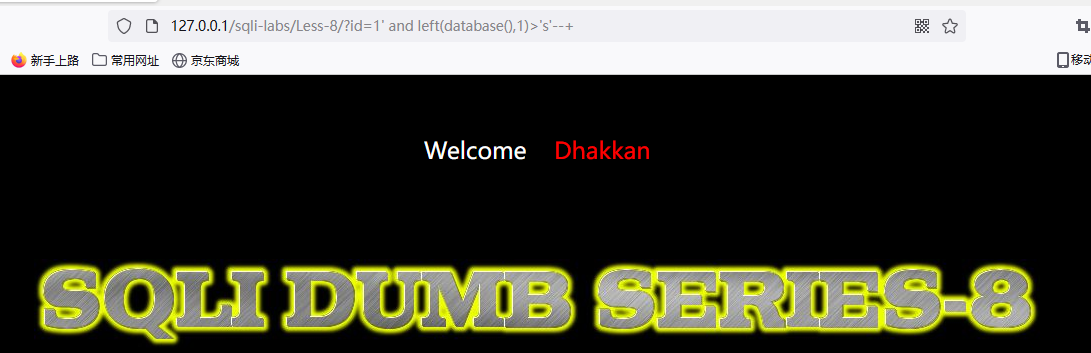 127.0.0.1/sqli-labs/Less-8/?id=1' and left(database(),1)>'s'--+
新手上路 常用网址 京东商城 移动
Welcome Dhakkan
SQLI DUMB SERIES-8